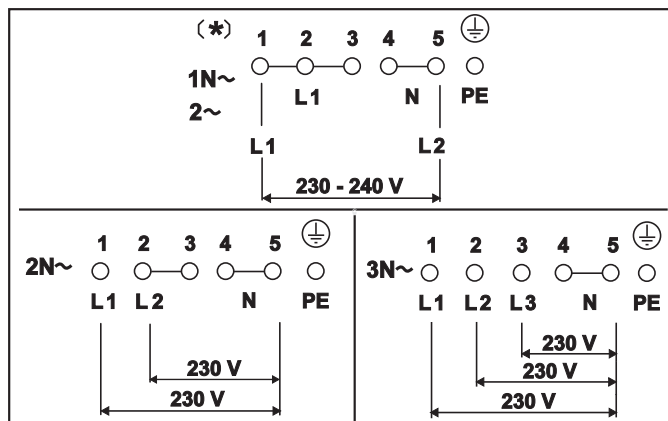 (*) 1 2 3 4 5
1N~ L1 N PE
2~
L1 L2
230 - 240 V
1 2 3 4 5
2N~
L1 L2 N PE
230 V
230 V
1 2 3 4 5
3N~
L1 L2 L3 N PE
230 V
230 V
230 V